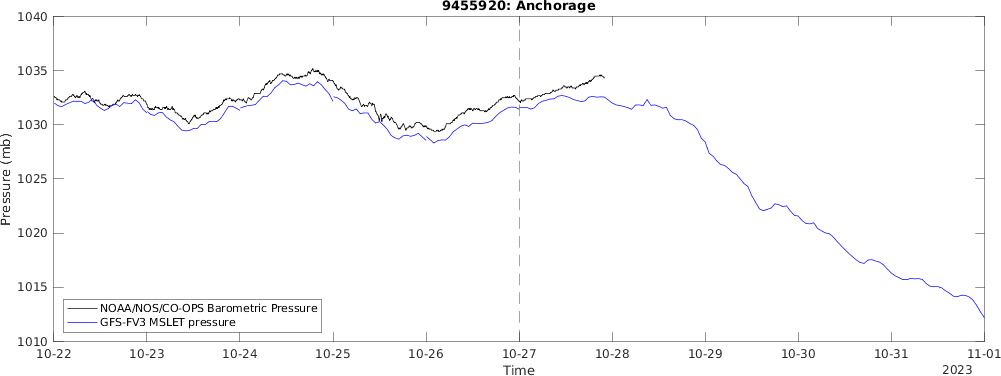 9455920: Anchorage
1040
1035
1030
1025
1020
1015
1010
Pressure (mb)
NOAA/NOS/CO-OPS Barometric Pressure
GFS-FV3 MSLET pressure
10-22 10-23 10-24 10-25 10-26 10-27 10-28 10-29 10-30 10-31 11-01
Time
2023